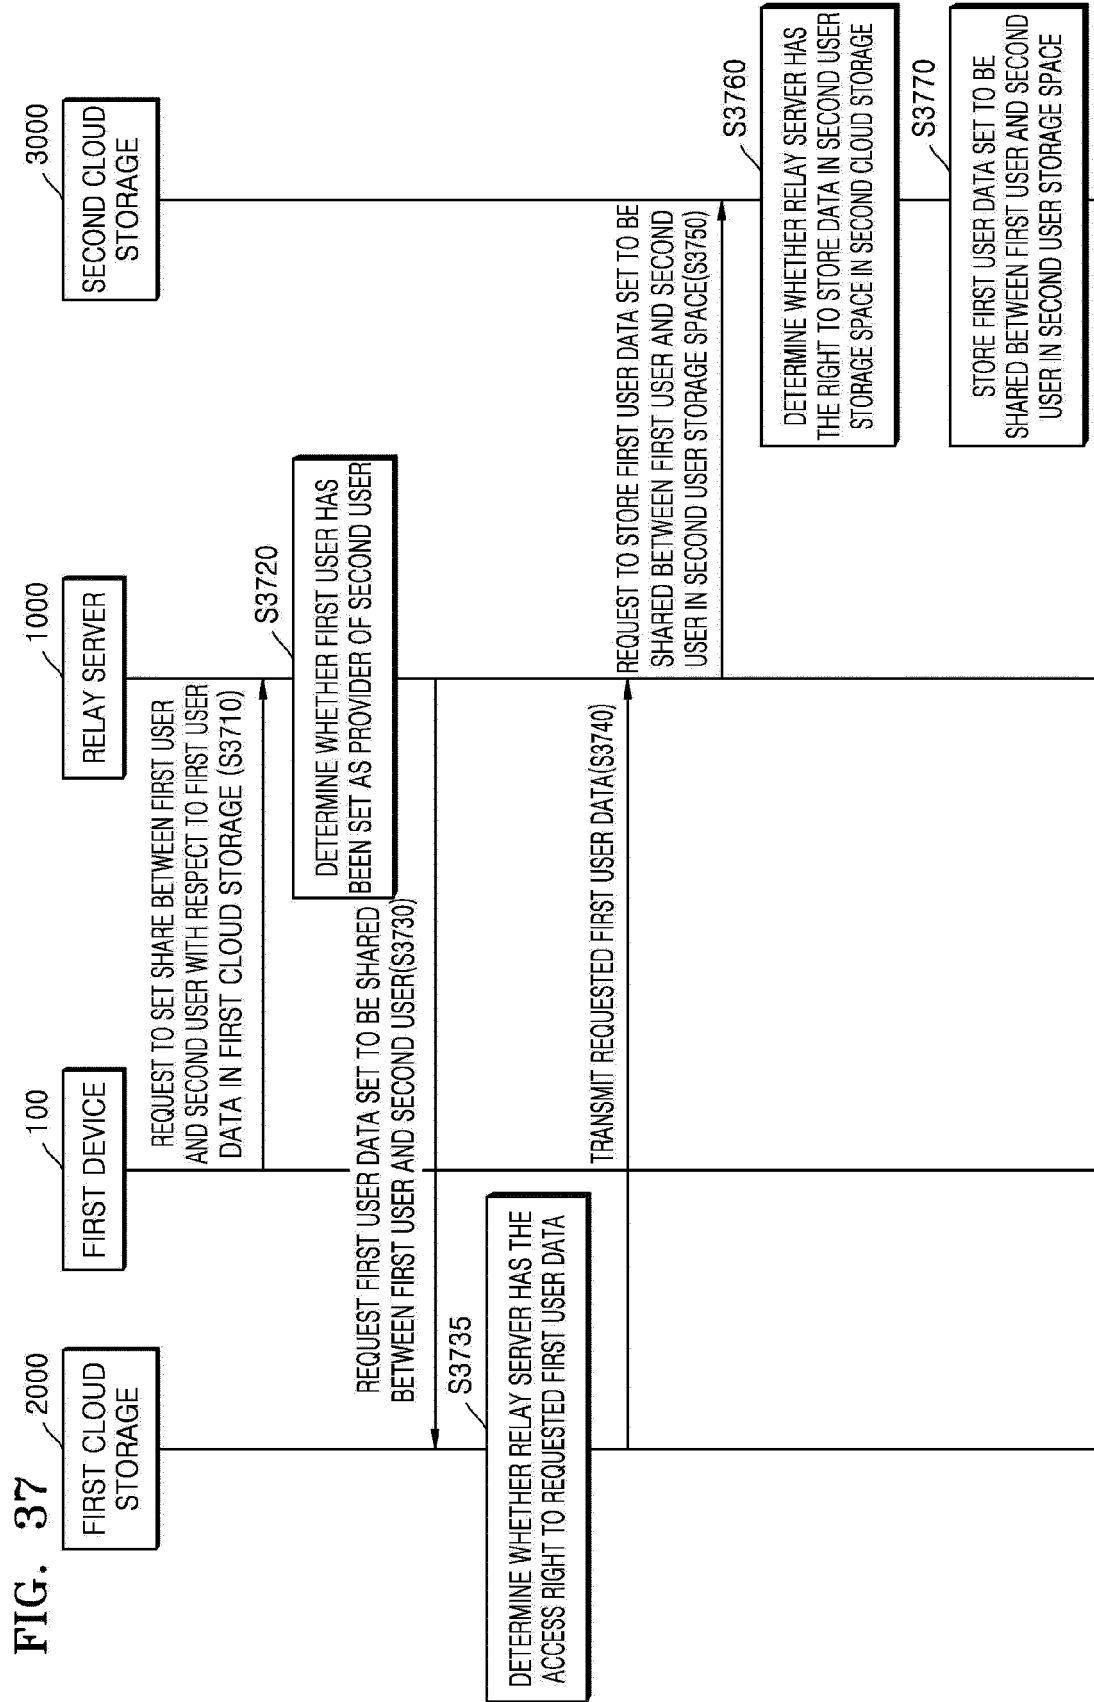 FIG. 37
2000
FIRST CLOUD
STORAGE
100
FIRST DEVICE
1000
RELAY SERVER
3000
SECOND CLOUD
STORAGE
REQUEST TO SET SHARE BETWEEN FIRST USER
AND SECOND USER WITH RESPECT TO FIRST USER
DATA IN FIRST CLOUD STORAGE (S3710)
S3720
DETERMINE WHETHER FIRST USER HAS
BEEN SET AS PROVIDER OF SECOND USER
REQUEST FIRST USER DATA SET TO BE SHARED
BETWEEN FIRST USER AND SECOND USER(S3730)
S3735
DETERMINE WHETHER RELAY SERVER HAS THE
ACCESS RIGHT TO REQUESTED FIRST USER DATA
TRANSMIT REQUESTED FIRST USER DATA(S3740)
REQUEST TO STORE FIRST USER DATA SET TO BE
SHARED BETWEEN FIRST USER AND SECOND
USER IN SECOND USER STORAGE SPACE(S3750)
S3760
DETERMINE WHETHER RELAY SERVER HAS
THE RIGHT TO STORE DATA IN SECOND USER
STORAGE SPACE IN SECOND CLOUD STORAGE
S3770
STORE FIRST USER DATA SET TO BE
SHARED BETWEEN FIRST USER AND SECOND
USER IN SECOND USER STORAGE SPACE